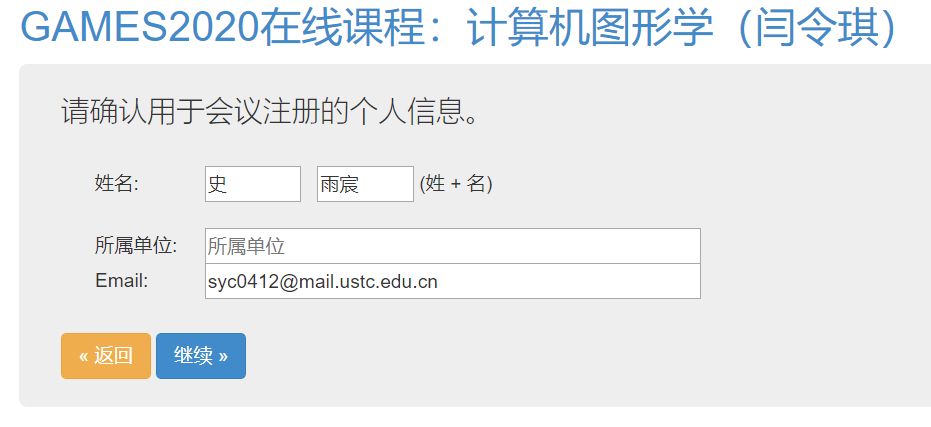 GAMES2020在线课程：计算机图形学（闫令琪）
请确认用于会议注册的个人信息。
姓名: 史 雨宸 (姓 + 名)
所属单位: 所属单位
Email: syc0412@mail.ustc.edu.cn
« 返回 继续 »